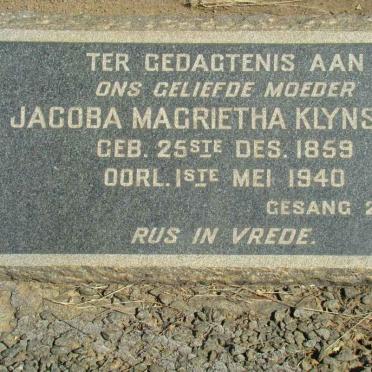 TER GEDAGTENIS AAN
ONS GELIEFDE MOEDER
JACOBA MAGRIETHA KLYNS
GEB. 25STE DES. 1859
OORL. 1STE MEI 1940
GESANG 2
RUS IN VREDE.